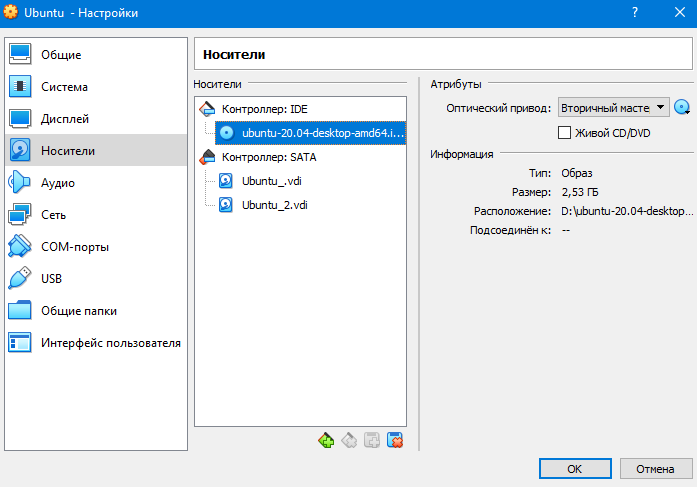 Ubuntu - Настройки
?
Общие
Система
Дисплей
Носители
Аудио
Сеть
COM-порты
USB
Общие папки
Интерфейс пользователя
Носители
Носители
Контроллер: IDE
ubuntu-20.04-desktop-amd64.i...
Контроллер: SATA
Ubuntu_.vdi
Ubuntu_2.vdi
Атрибуты
Оптический привод: Вторичный масте
Живой CD/DVD
Информация
Тип: Образ
Размер: 2,53 ГБ
Расположение: D:\ubuntu-20.04-desktop...
Подсоединён к: --
OK
Отмена